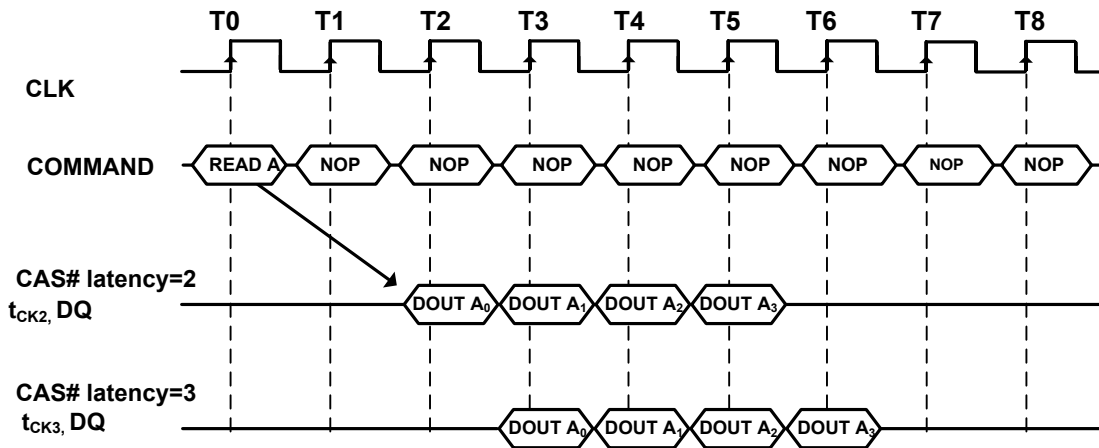 T0 T1 T2 T3 T4 T5 T6 T7 T8
CLK
COMMAND READ A NOP NOP NOP NOP NOP NOP NOP NOP
CAS# latency=2
tCK2, DQ DOUT A0 DOUT A1 DOUT A2 DOUT A3
CAS# latency=3
tCK3, DQ DOUT A0 DOUT A1 DOUT A2 DOUT A3